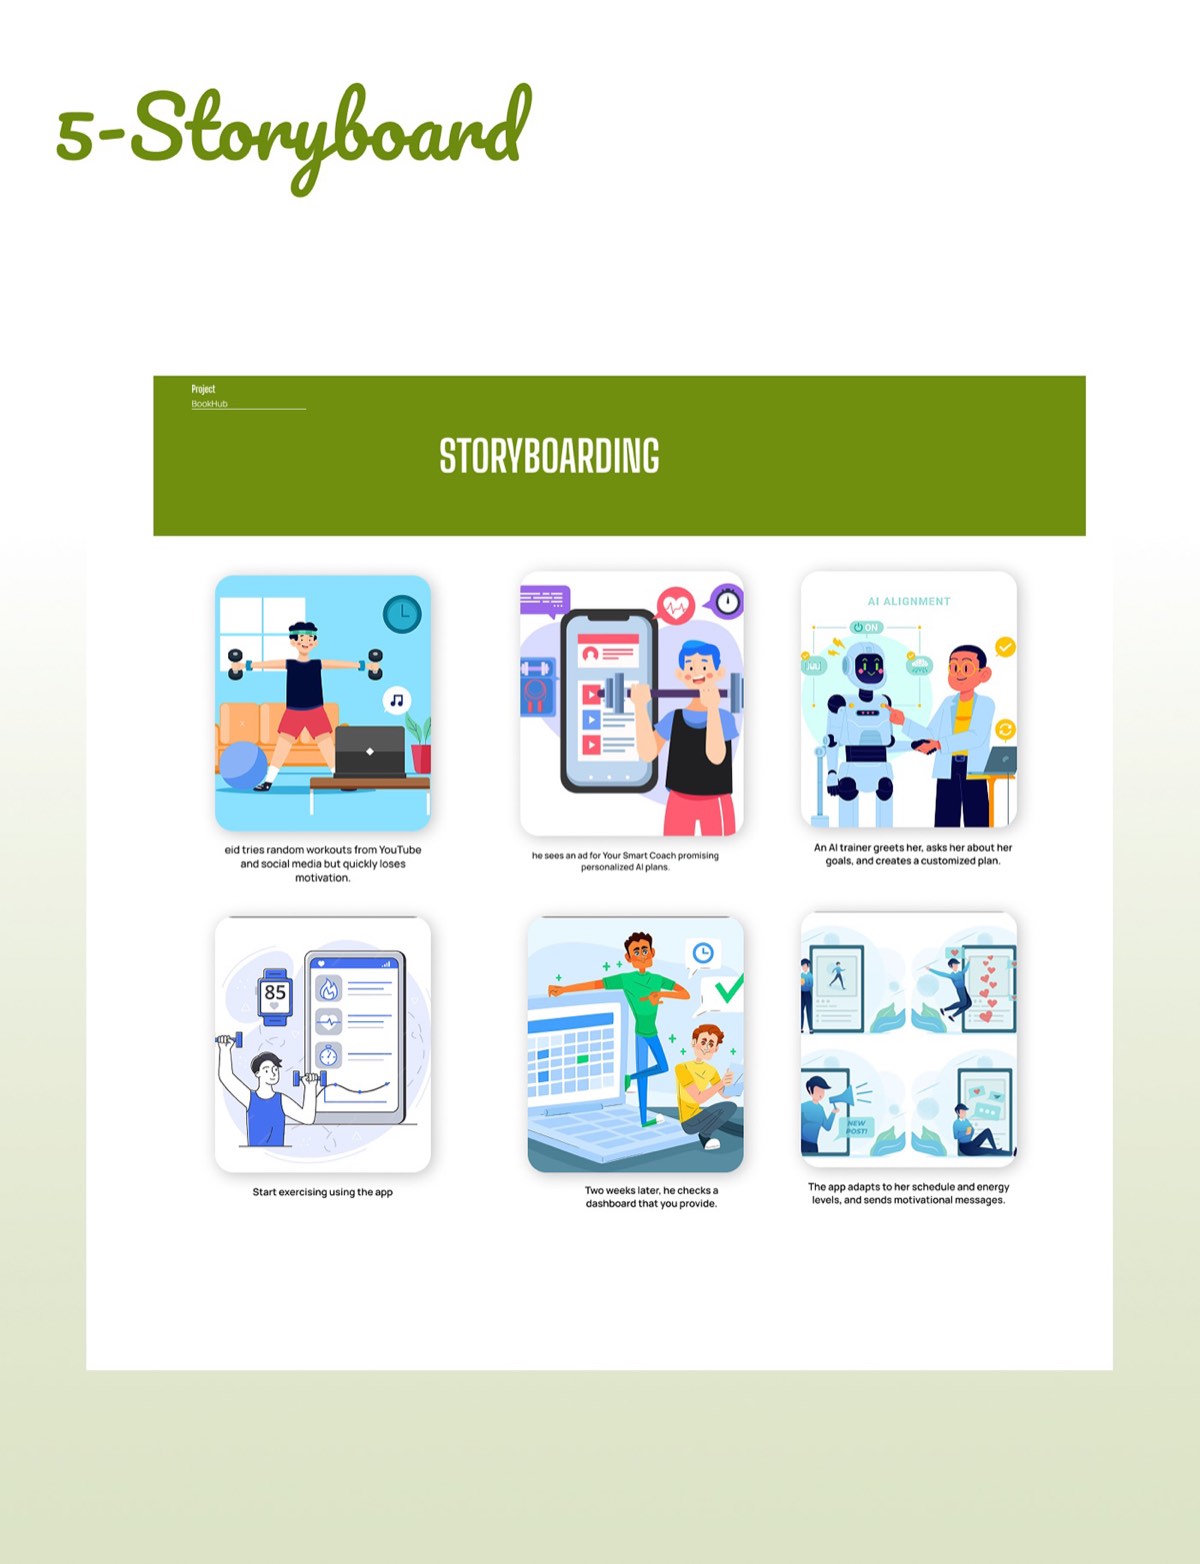 5-Storyboard
Project
BookHub
STORYBOARDING
eid tries random workouts from YouTube
and social media but quickly loses
motivation.
he sees an ad for Your Smart Coach promising
personalized AI plans.
AI ALIGNMENT
ON
An AI trainer greets her, asks her about her
goals, and creates a customized plan.
85
Start exercising using the app
Two weeks later, he checks a
dashboard that you provide.
NEW
POST!
The app adapts to her schedule and energy
levels, and sends motivational messages.